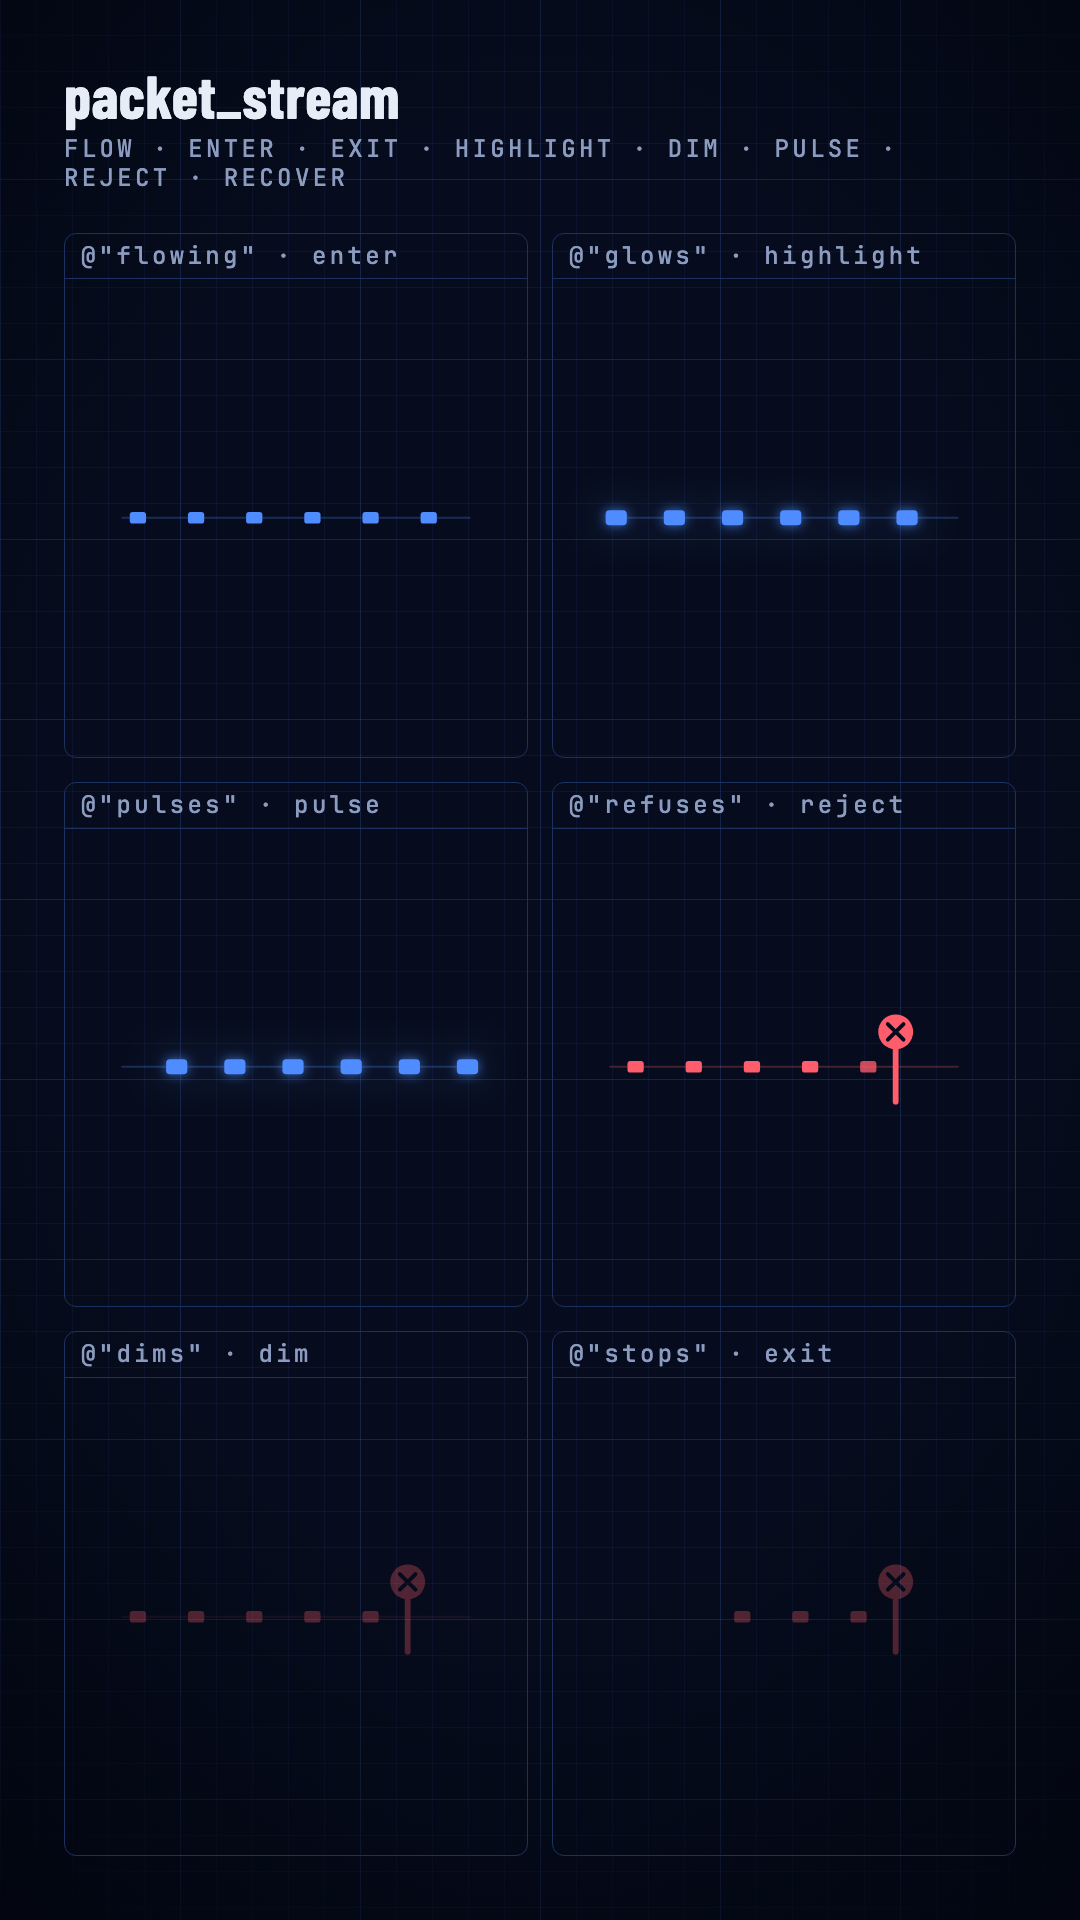 packet_stream
FLOW · ENTER · EXIT · HIGHLIGHT · DIM · PULSE ·
REJECT · RECOVER
@"flowing" · enter
@"glows" · highlight
@"pulses" · pulse
@"refuses" · reject
@"dims" · dim
@"stops" · exit